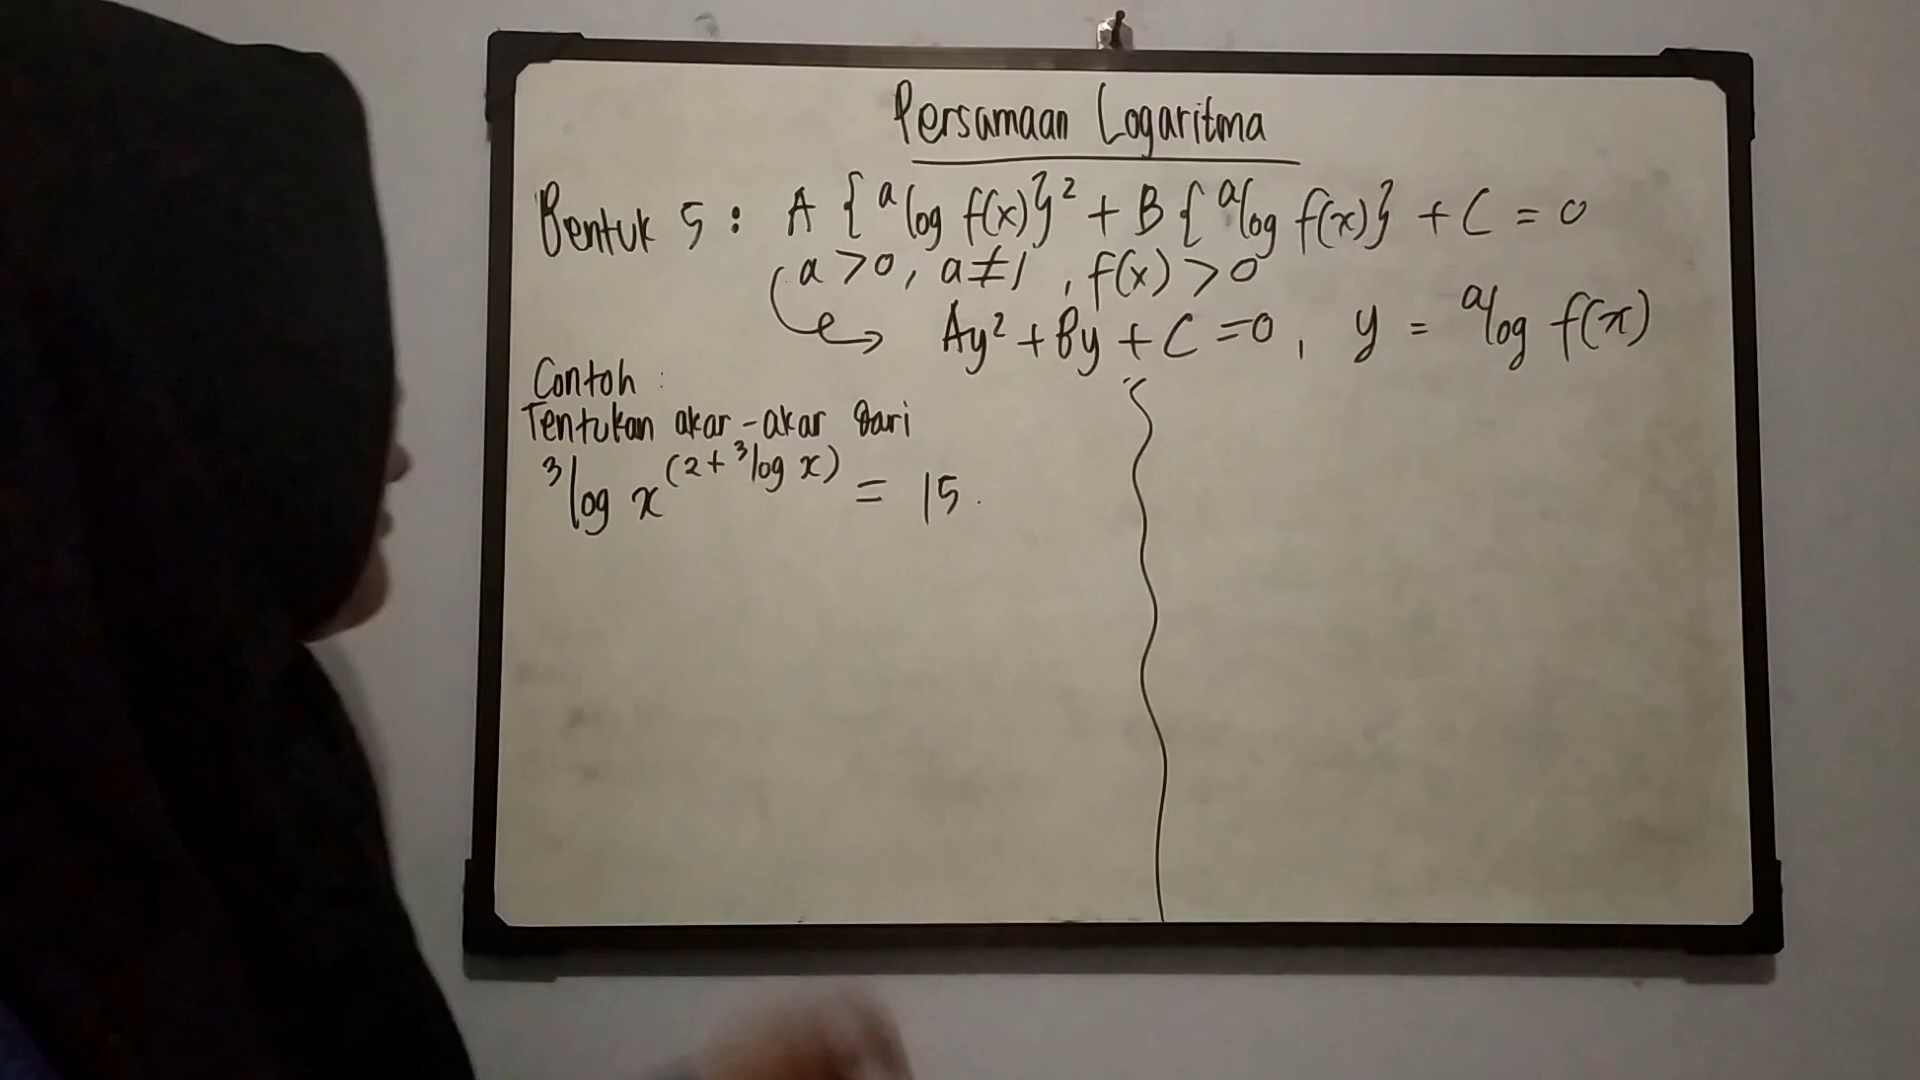 Persamaan Logaritma
Bentuk 5 : A {ᵃlog f(x)}² + B {ᵃlog f(x)} + C = 0
a > 0, a ≠ 1, f(x) > 0
Ay² + By + C = 0, y = ᵃlog f(x)
Contoh :
Tentukan akar-akar dari
³log x^(2 + ³log x) = 15.